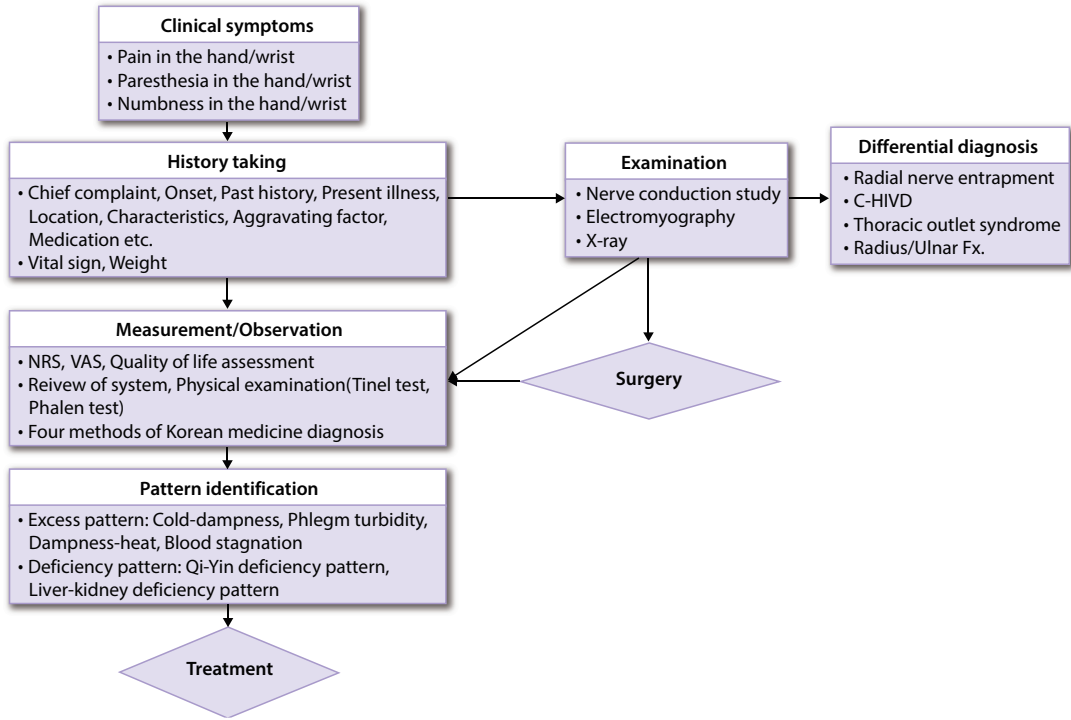 Clinical symptoms
• Pain in the hand/wrist
• Paresthesia in the hand/wrist
• Numbness in the hand/wrist
History taking
• Chief complaint, Onset, Past history, Present illness,
Location, Characteristics, Aggravating factor,
Medication etc.
• Vital sign, Weight
Examination
• Nerve conduction study
• Electromyography
• X-ray
Differential diagnosis
• Radial nerve entrapment
• C-HIVD
• Thoracic outlet syndrome
• Radius/Ulnar Fx.
Measurement/Observation
• NRS, VAS, Quality of life assessment
• Reivew of system, Physical examination(Tinel test,
Phalen test)
• Four methods of Korean medicine diagnosis
Surgery
Pattern identification
• Excess pattern: Cold-dampness, Phlegm turbidity,
Dampness-heat, Blood stagnation
• Deficiency pattern: Qi-Yin deficiency pattern,
Liver-kidney deficiency pattern
Treatment